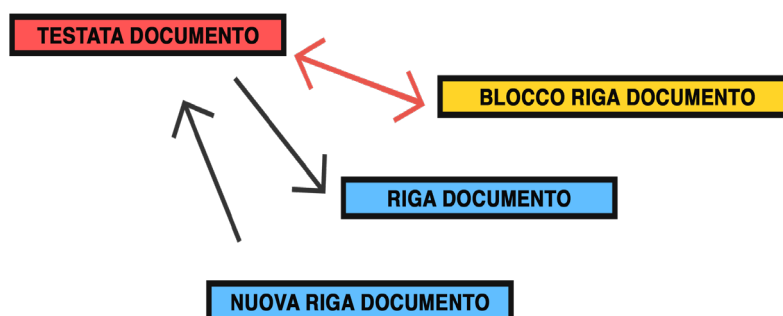 TESTATA DOCUMENTO
BLOCCO RIGA DOCUMENTO
RIGA DOCUMENTO
NUOVA RIGA DOCUMENTO